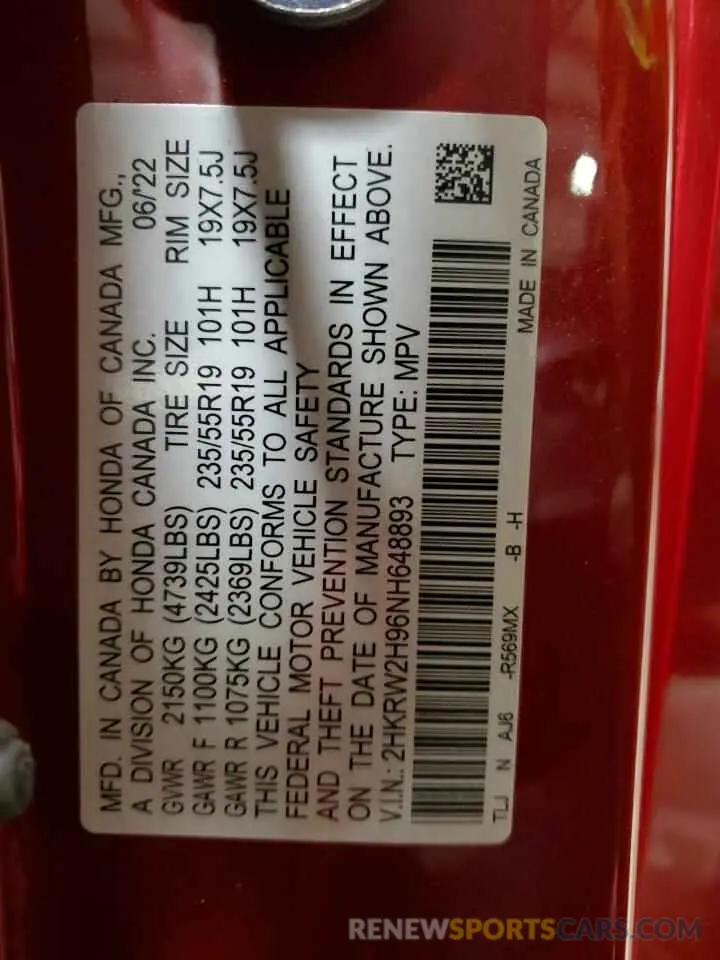 MFD. IN CANADA BY HONDA OF CANADA MFG.,
A DIVISION OF HONDA CANADA INC. 06/'22
GVWR 2150KG (4739LBS) TIRE SIZE RIM SIZE
GAWR F 1100KG (2425LBS) 235/55R19 101H 19X7.5J
GAWR R 1075KG (2369LBS) 235/55R19 101H 19X7.5J
THIS VEHICLE CONFORMS TO ALL APPLICABLE
FEDERAL MOTOR VEHICLE SAFETY
AND THEFT PREVENTION STANDARDS IN EFFECT
ON THE DATE OF MANUFACTURE SHOWN ABOVE.
V.I.N.: 2HKRW2H96NH648893 TYPE: MPV
TLJ N AJ6 -R569MX -B -H MADE IN CANADA
RENEWSPORTSCARS.COM